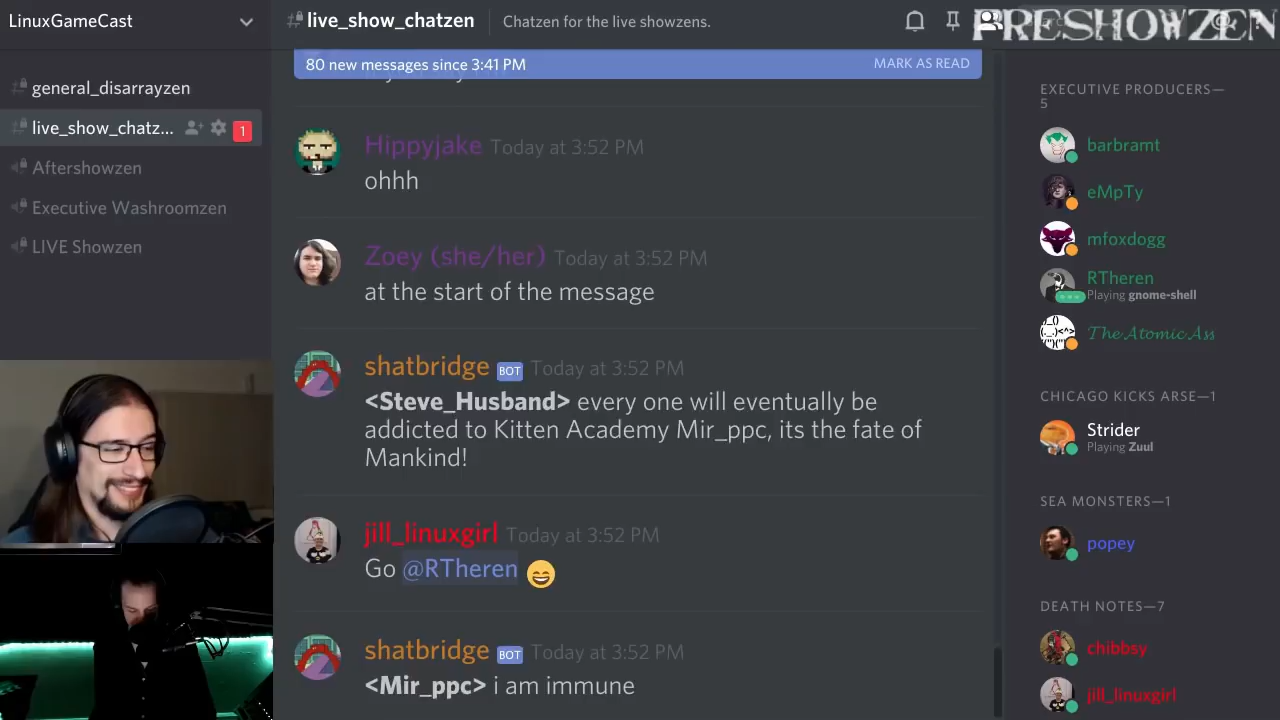 LinuxGameCast
live_show_chatzen
Chatzen for the live showzens.
PRESHOWZEN
80 new messages since 3:41 PM
MARK AS READ
general_disarrayzen
live_show_chatz...
1
Aftershowzen
Executive Washroomzen
LIVE Showzen
Hippyjake Today at 3:52 PM
ohhh
Zoey (she/her) Today at 3:52 PM
at the start of the message
shatbridge BOT Today at 3:52 PM
<Steve_Husband> every one will eventually be
addicted to Kitten Academy Mir_ppc, its the fate of
Mankind!
jill_linuxgirl Today at 3:52 PM
Go @RTheren
shatbridge BOT Today at 3:52 PM
<Mir_ppc> i am immune
EXECUTIVE PRODUCERS—
5
barbramt
eMpTy
mfoxdogg
RTheren
Playing gnome-shell
The Atomic Ass
CHICAGO KICKS ARSE—1
Strider
Playing Zuul
SEA MONSTERS—1
popey
DEATH NOTES—7
chibbsy
jill_linuxgirl